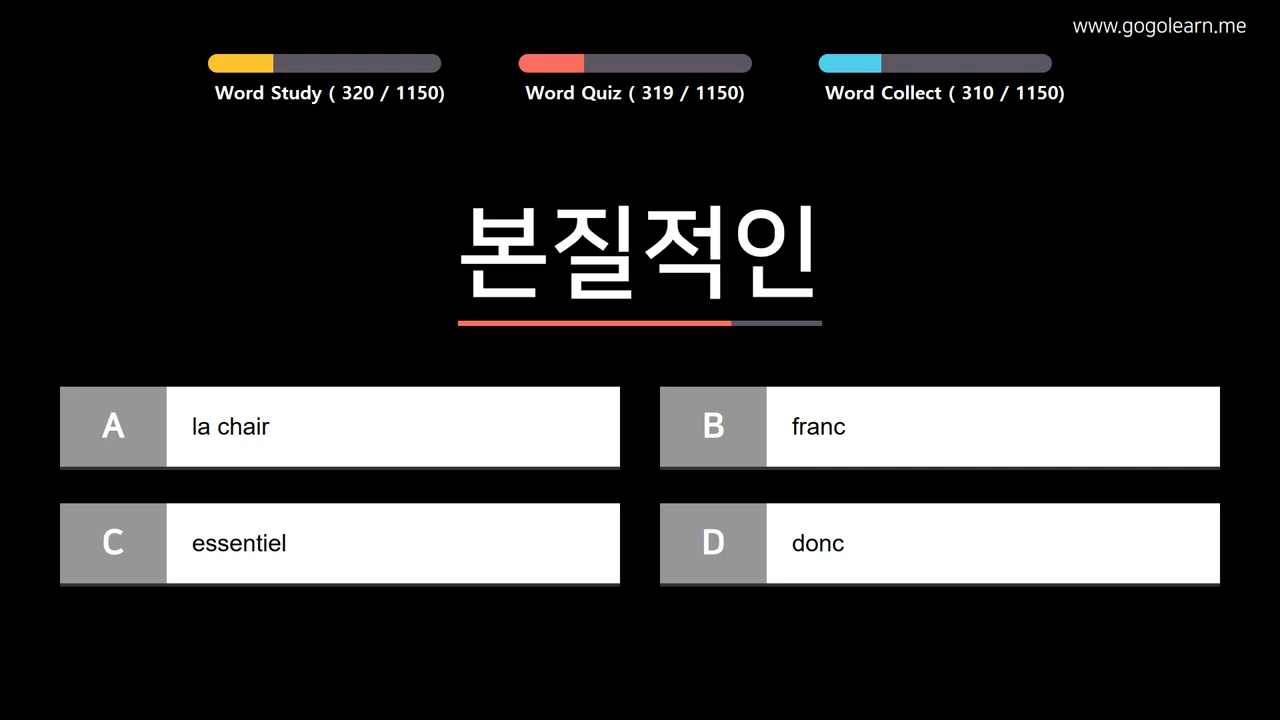 www.gogolearn.me
Word Study ( 320 / 1150)
Word Quiz ( 319 / 1150)
Word Collect ( 310 / 1150)
본질적인
A
la chair
B
franc
C
essentiel
D
donc